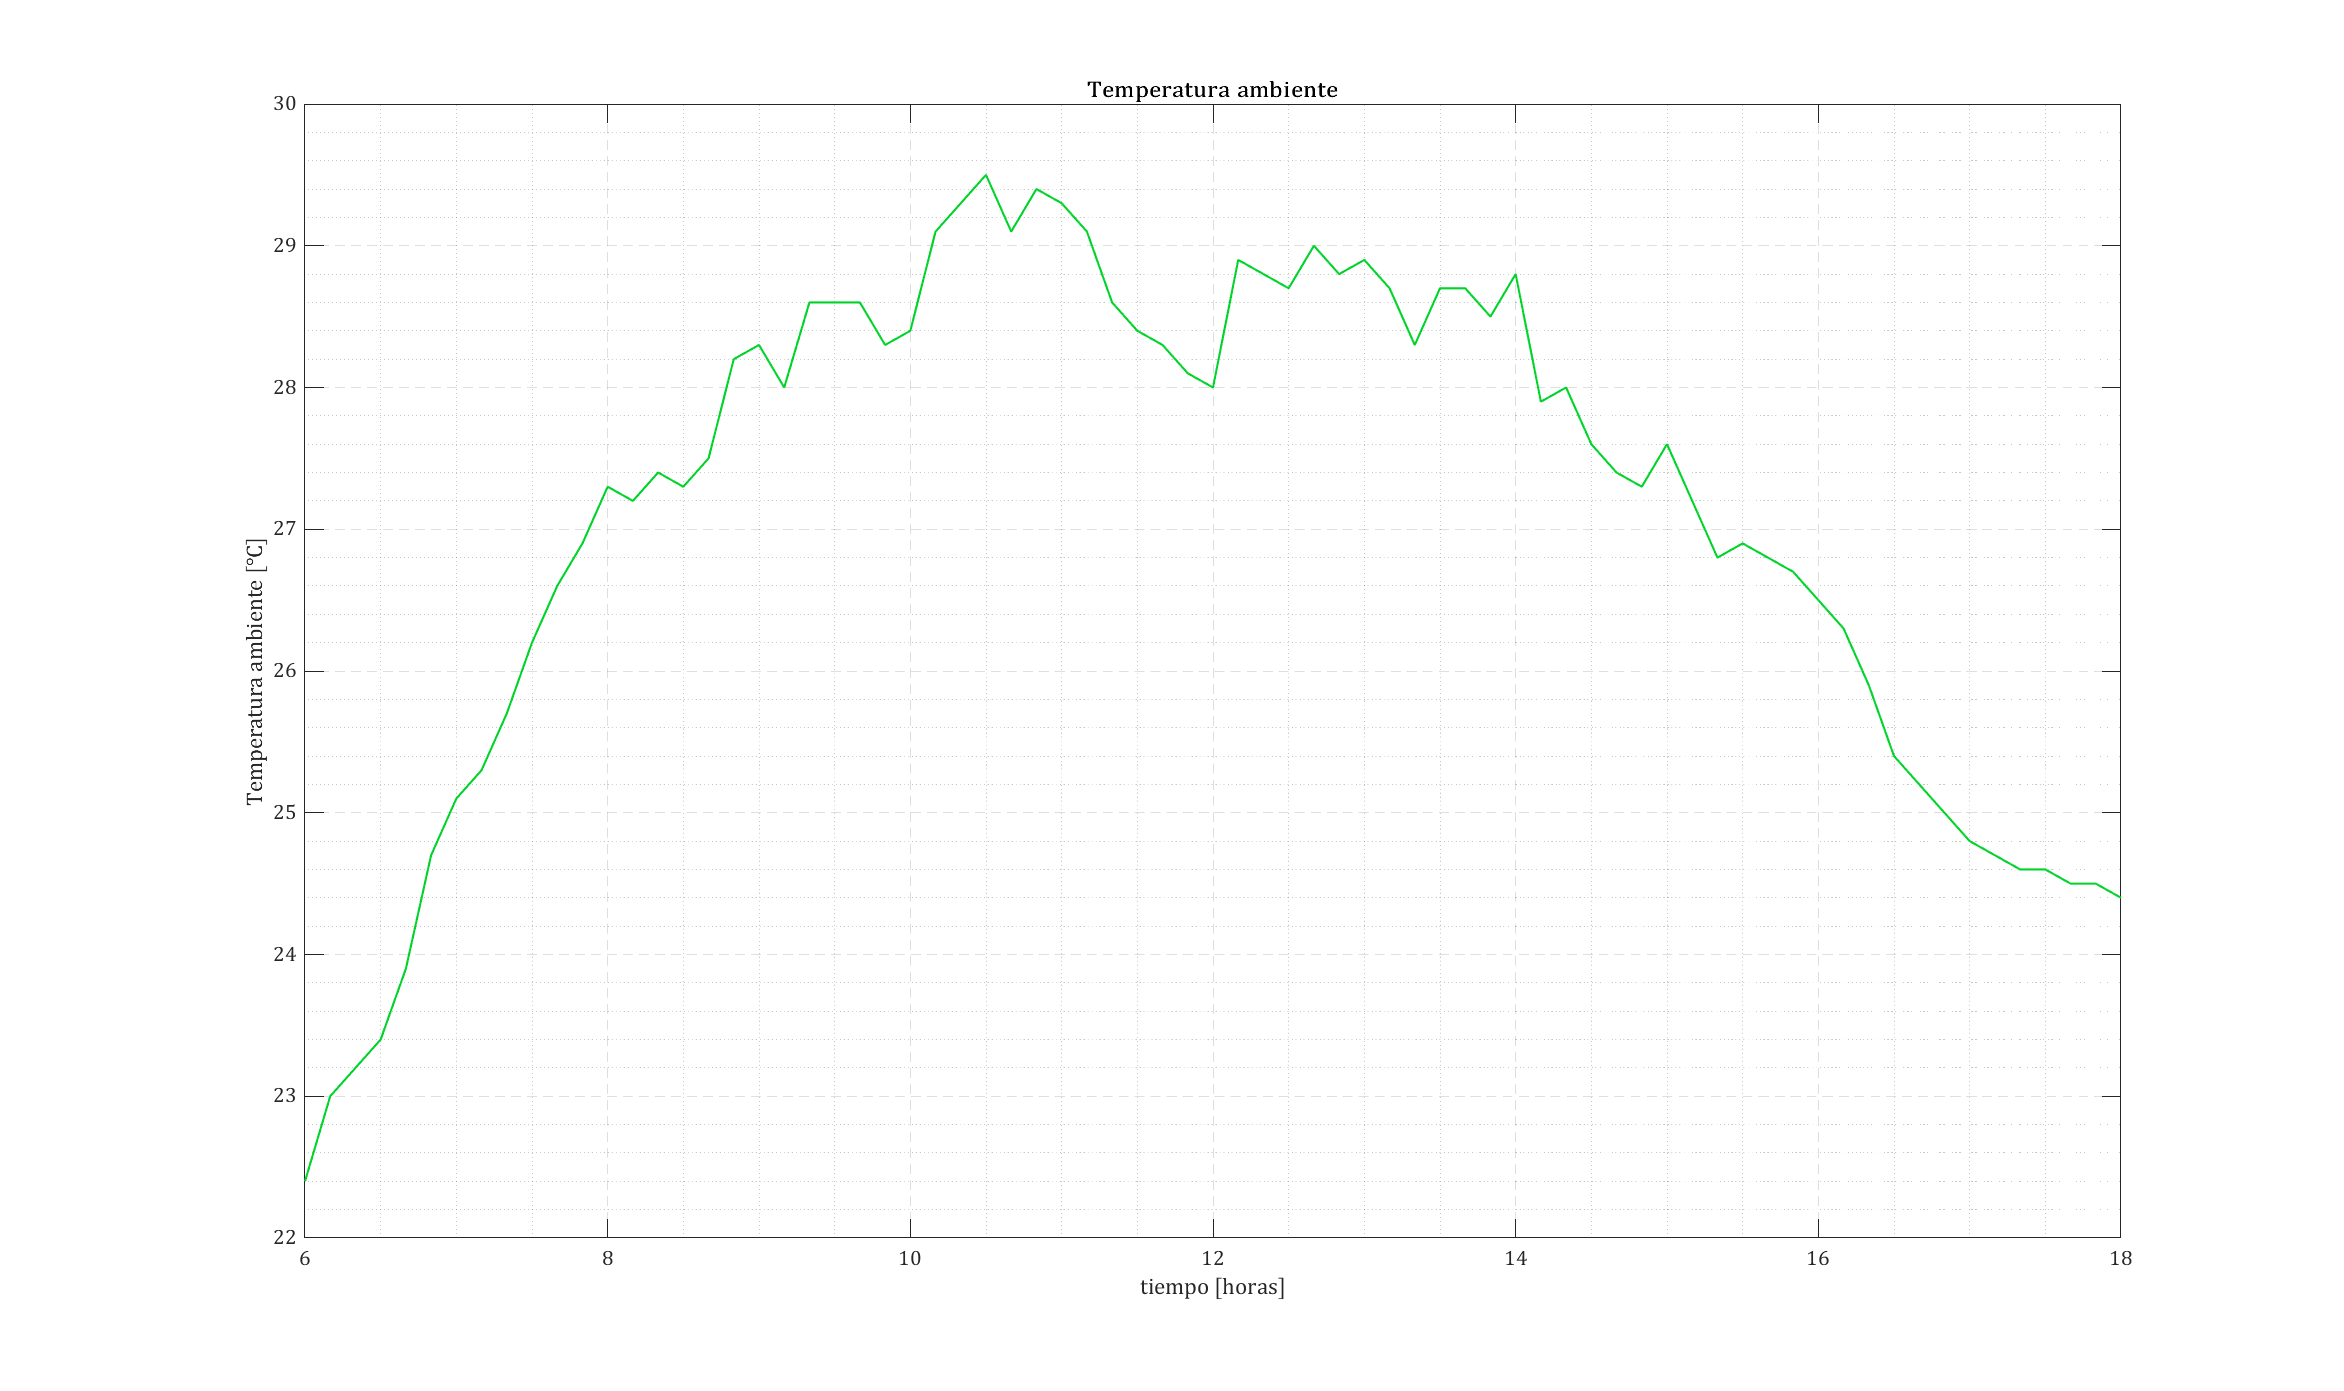 Temperatura ambiente
30
29
28
27
26
25
24
23
22
Temperatura ambiente [°C]
6 8 10 12 14 16 18
tiempo [horas]